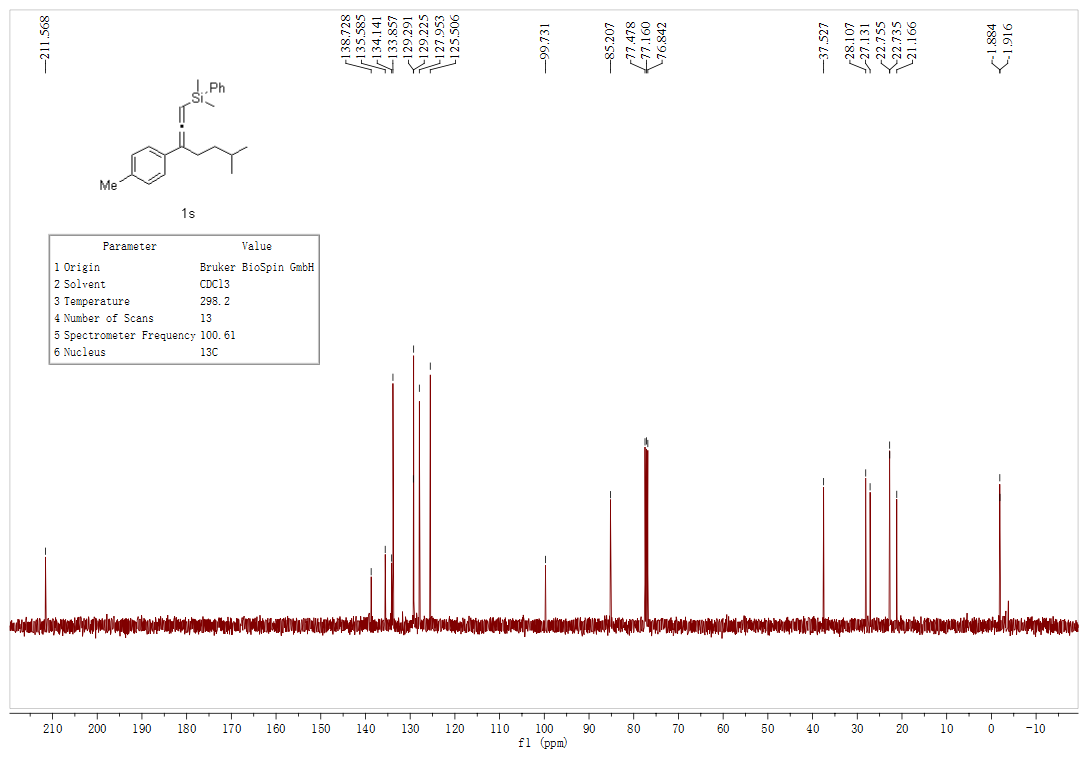 -211.568
138.728
135.585
134.141
133.857
129.291
129.225
127.953
125.506
-99.731
-85.207
77.478
77.160
76.842
-37.527
28.107
27.131
22.755
22.735
21.166
-1.884
-1.916
Ph
Si
Me
1s
Parameter Value
1 Origin Bruker BioSpin GmbH
2 Solvent CDCl3
3 Temperature 298.2
4 Number of Scans 13
5 Spectrometer Frequency 100.61
6 Nucleus 13C
210 200 190 180 170 160 150 140 130 120 110 100 90 80 70 60 50 40 30 20 10 0 -10
f1 (ppm)